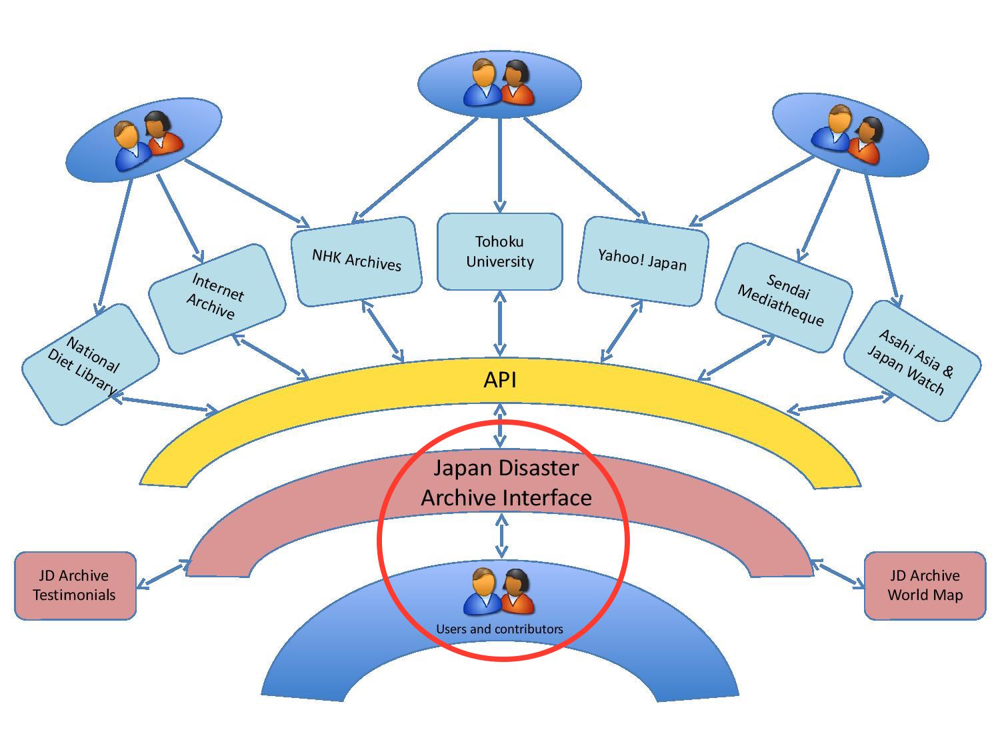 Tohoku
University
NHK Archives
Yahoo! Japan
Internet
Archive
Sendai
Mediatheque
National
Diet Library
Asahi Asia &
Japan Watch
API
Japan Disaster
Archive Interface
JD Archive
Testimonials
JD Archive
World Map
Users and contributors